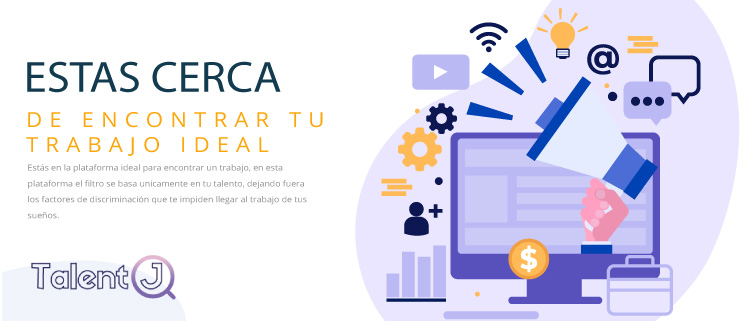 ESTAS CERCA
DE ENCONTRAR TU
TRABAJO IDEAL
Estás en la plataforma ideal para encontrar un trabajo, en esta
plataforma el filtro se basa unicamente en tu talento, dejando fuera
los factores de discriminación que te impiden llegar al trabajo de tus
sueños.
Talent J
@
$